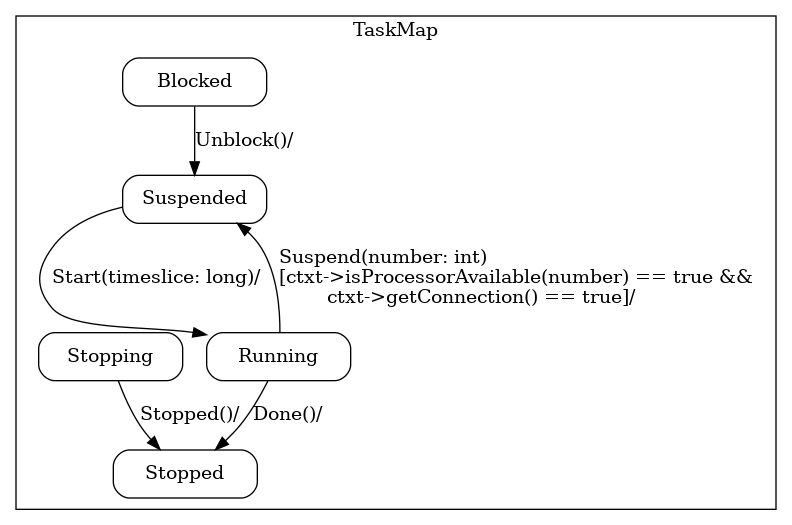 TaskMap
Blocked
Unblock()/
Suspended
Suspend(number: int)
[ctxt->isProcessorAvailable(number) == true &&
ctxt->getConnection() == true]/
Start(timeslice: long)/
Stopping
Running
Stopped()/
Done()/
Stopped